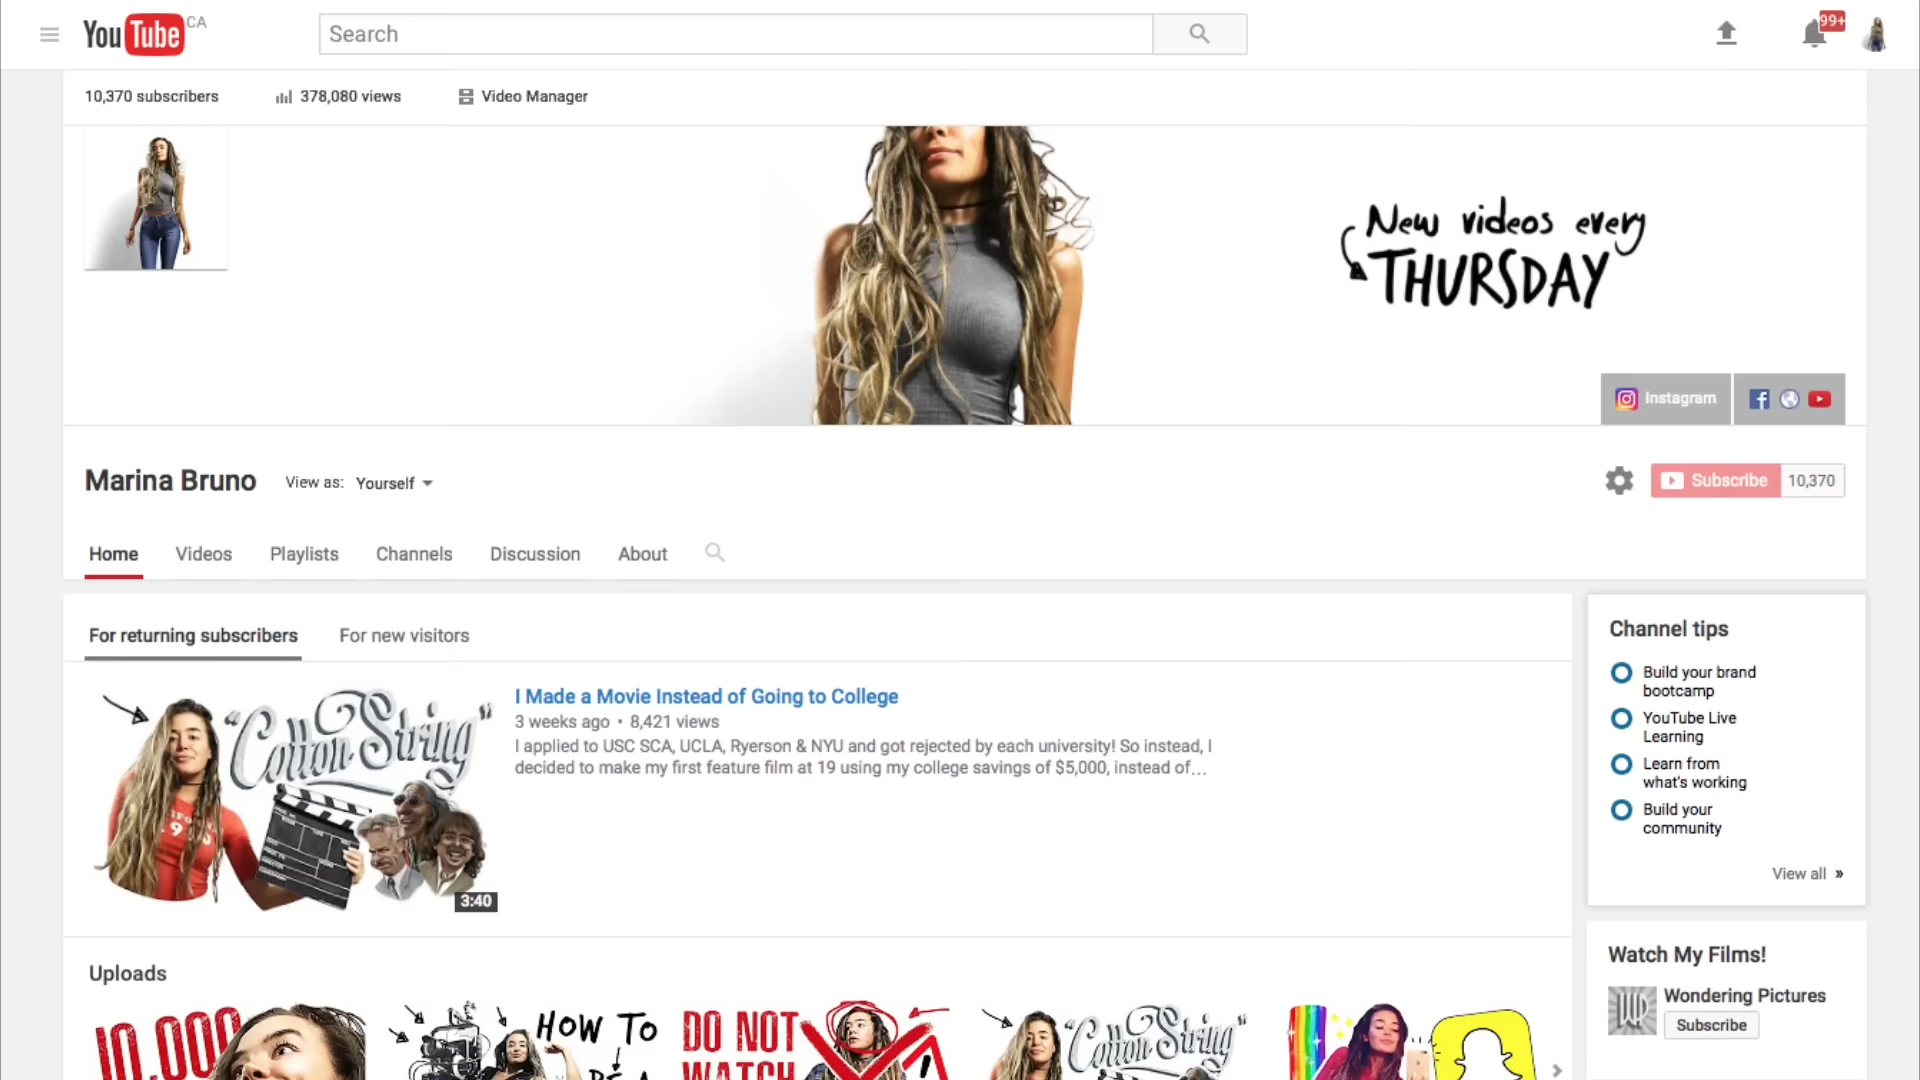 YouTube CA
Search
99+
10,370 subscribers
378,080 views
Video Manager
New videos every
THURSDAY
Instagram
Marina Bruno
View as: Yourself
Subscribe 10,370
Home
Videos
Playlists
Channels
Discussion
About
For returning subscribers
For new visitors
"Cotton String"
3:40
I Made a Movie Instead of Going to College
3 weeks ago • 8,421 views
I applied to USC SCA, UCLA, Ryerson & NYU and got rejected by each university! So instead, I
decided to make my first feature film at 19 using my college savings of $5,000, instead of...
Channel tips
Build your brand
bootcamp
YouTube Live
Learning
Learn from
what's working
Build your
community
View all »
Watch My Films!
Wondering Pictures
Subscribe
Uploads
10,000
HOW TO
BE A
DO NOT
WATCH
"Cotton String"